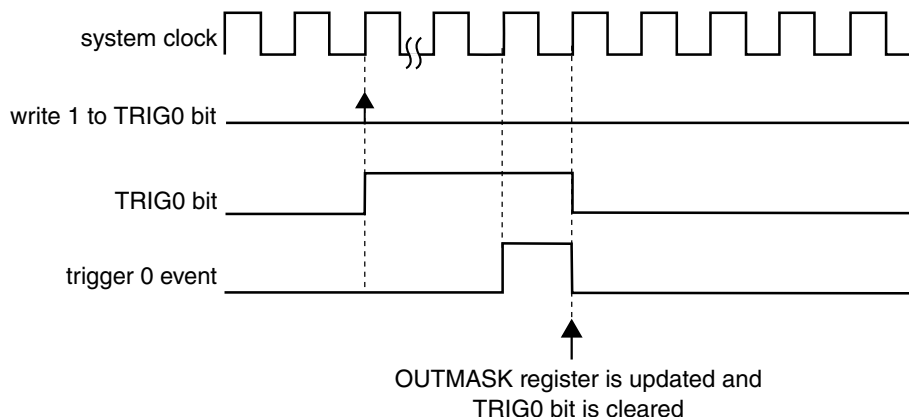 system clock
write 1 to TRIG0 bit
TRIG0 bit
trigger 0 event
OUTMASK register is updated and
TRIG0 bit is cleared